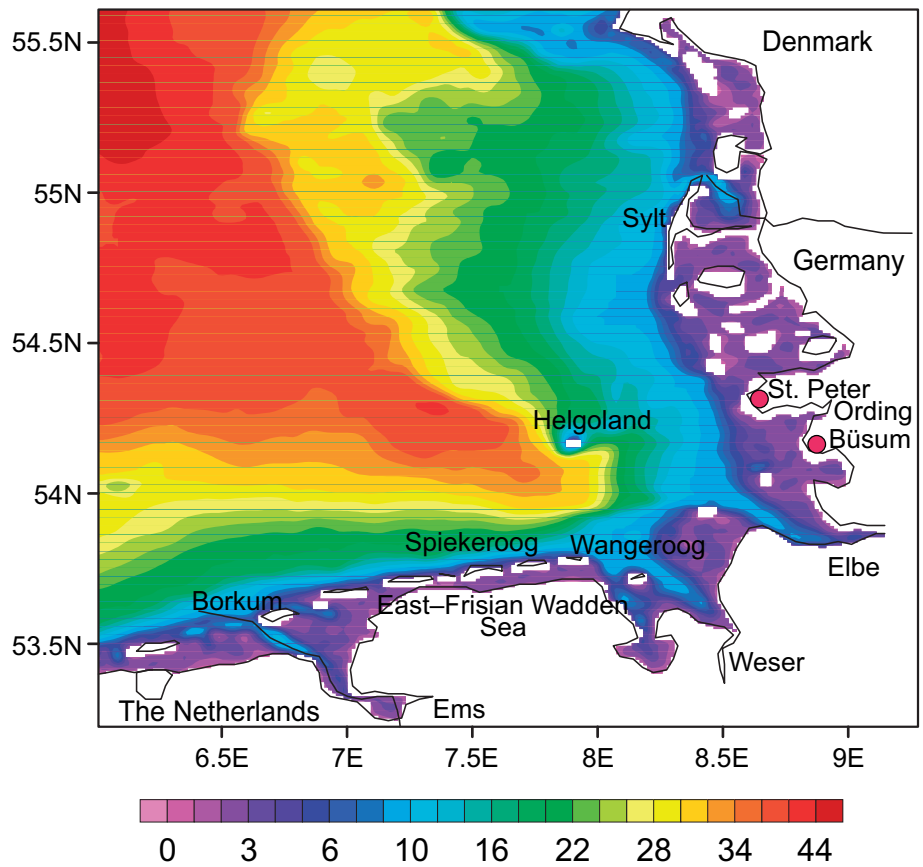 55.5N
Denmark
55N
Sylt
Germany
54.5N
St. Peter
Ording
Helgoland
Büsum
54N
Spiekeroog
Wangeroog
Elbe
Borkum
East–Frisian Wadden
Sea
53.5N
Weser
The Netherlands
Ems
6.5E 7E 7.5E 8E 8.5E 9E
0 3 6 10 16 22 28 34 44